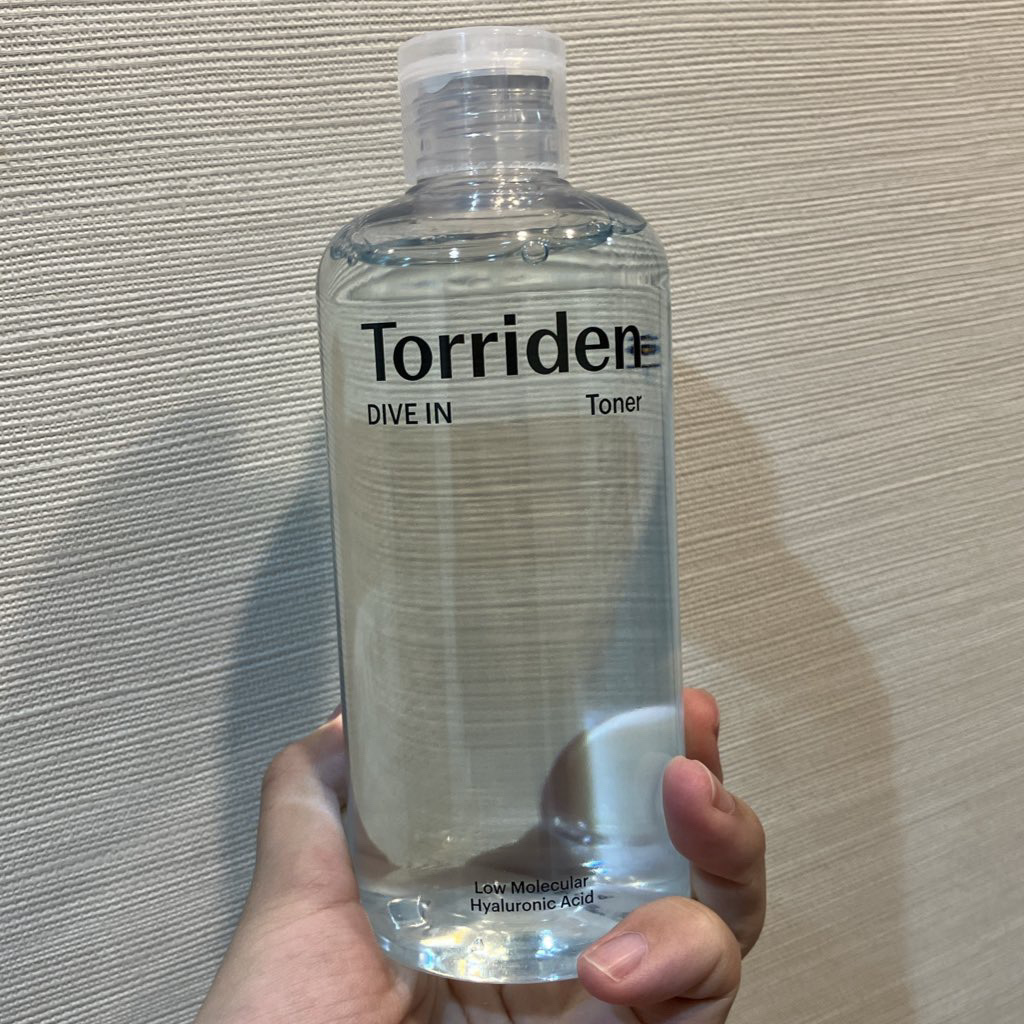 Torriden
DIVE IN Toner
Low Molecular
Hyaluronic Acid